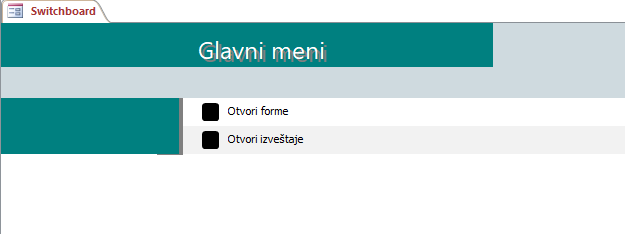 Switchboard
Glavni meni
Otvori forme
Otvori izveštaje